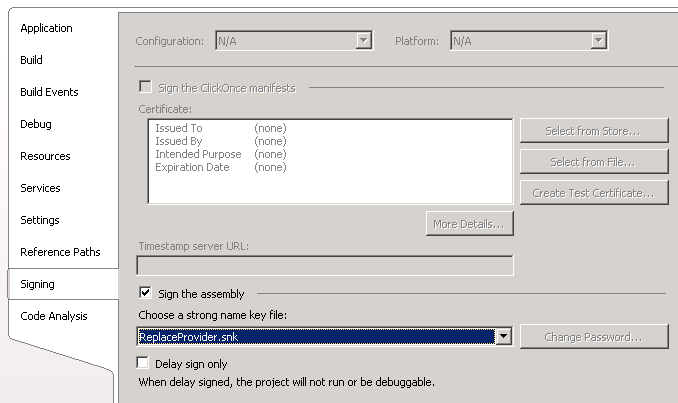 Application
Build
Build Events
Debug
Resources
Services
Settings
Reference Paths
Signing
Code Analysis
Configuration: N/A Platform: N/A
Sign the ClickOnce manifests
Certificate:
Issued To (none)
Issued By (none)
Intended Purpose (none)
Expiration Date (none)
Select from Store...
Select from File...
Create Test Certificate...
More Details...
Timestamp server URL:
Sign the assembly
Choose a strong name key file:
ReplaceProvider.snk
Change Password...
Delay sign only
When delay signed, the project will not run or be debuggable.